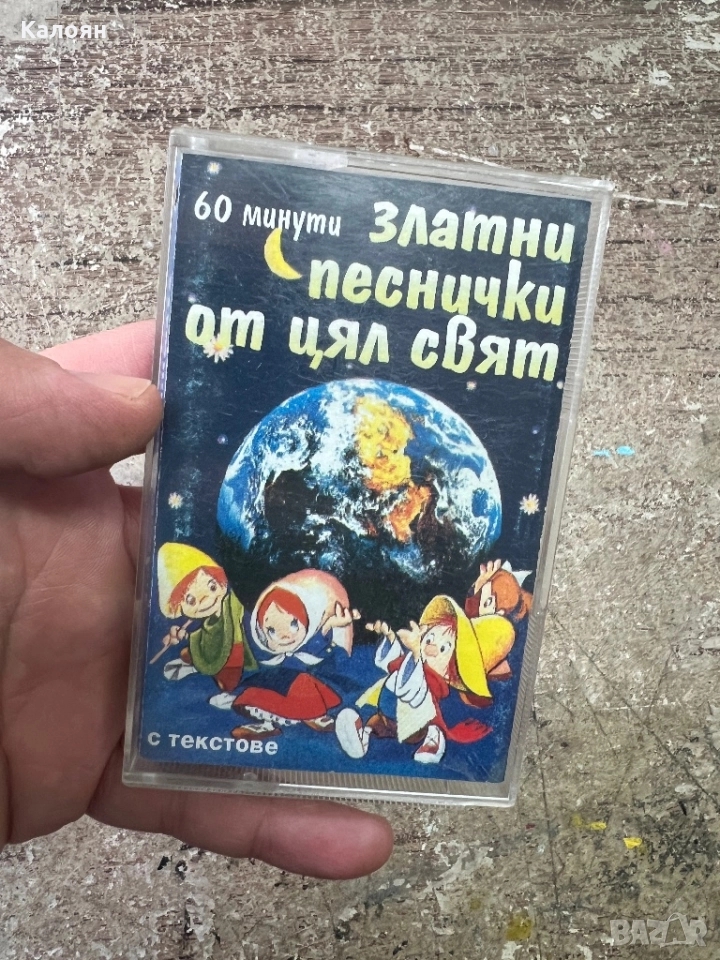 Калоян
60 минути златни
песнички
от цял свят
с текстове
BAZAR